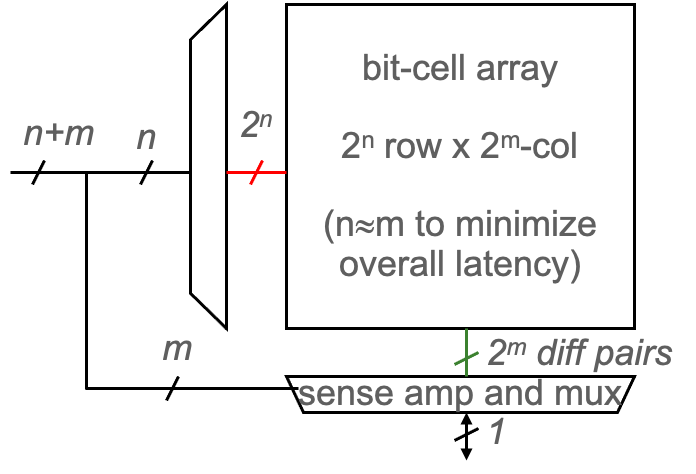 bit-cell array
n+m
n
2ⁿ
2ⁿ row x 2ᵐ-col
(n≈m to minimize
overall latency)
m
2ᵐ diff pairs
sense amp and mux
1